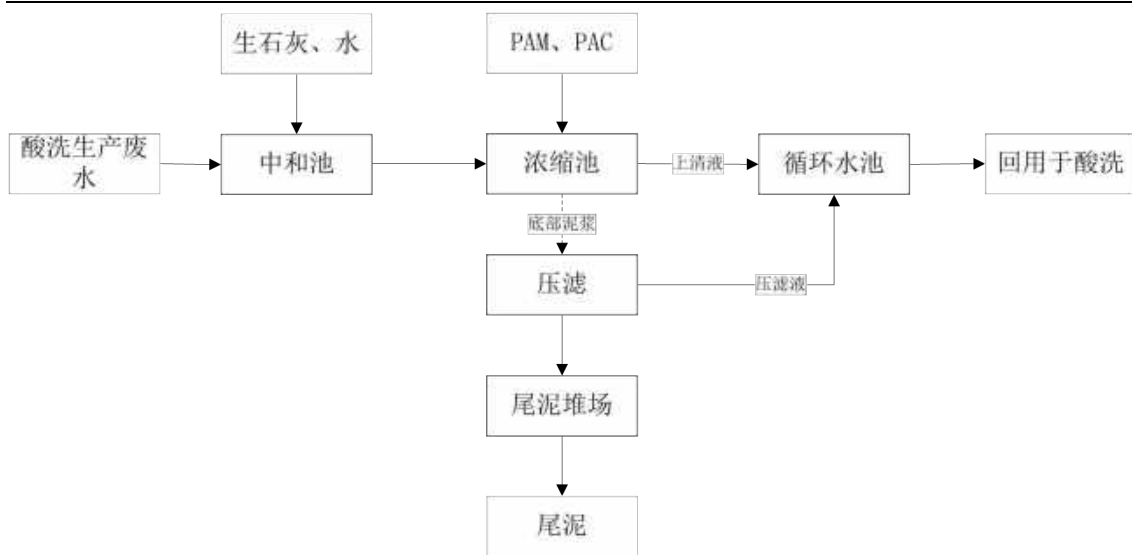 生石灰、水
PAM、PAC
酸洗生产废
水
中和池
浓缩池
上清液
循环水池
回用于酸洗
底部泥浆
压滤
压滤液
尾泥堆场
尾泥